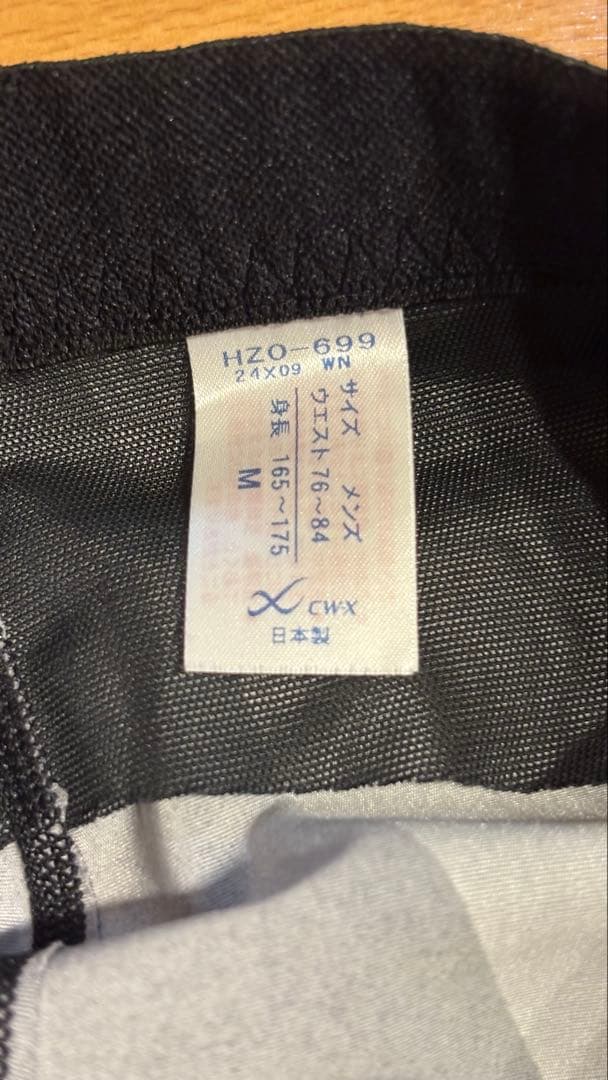 HZ0-699
24X09 WN
サイズ メンズ
ウエスト76～84
身長 165～175
M
CW-X
日本製